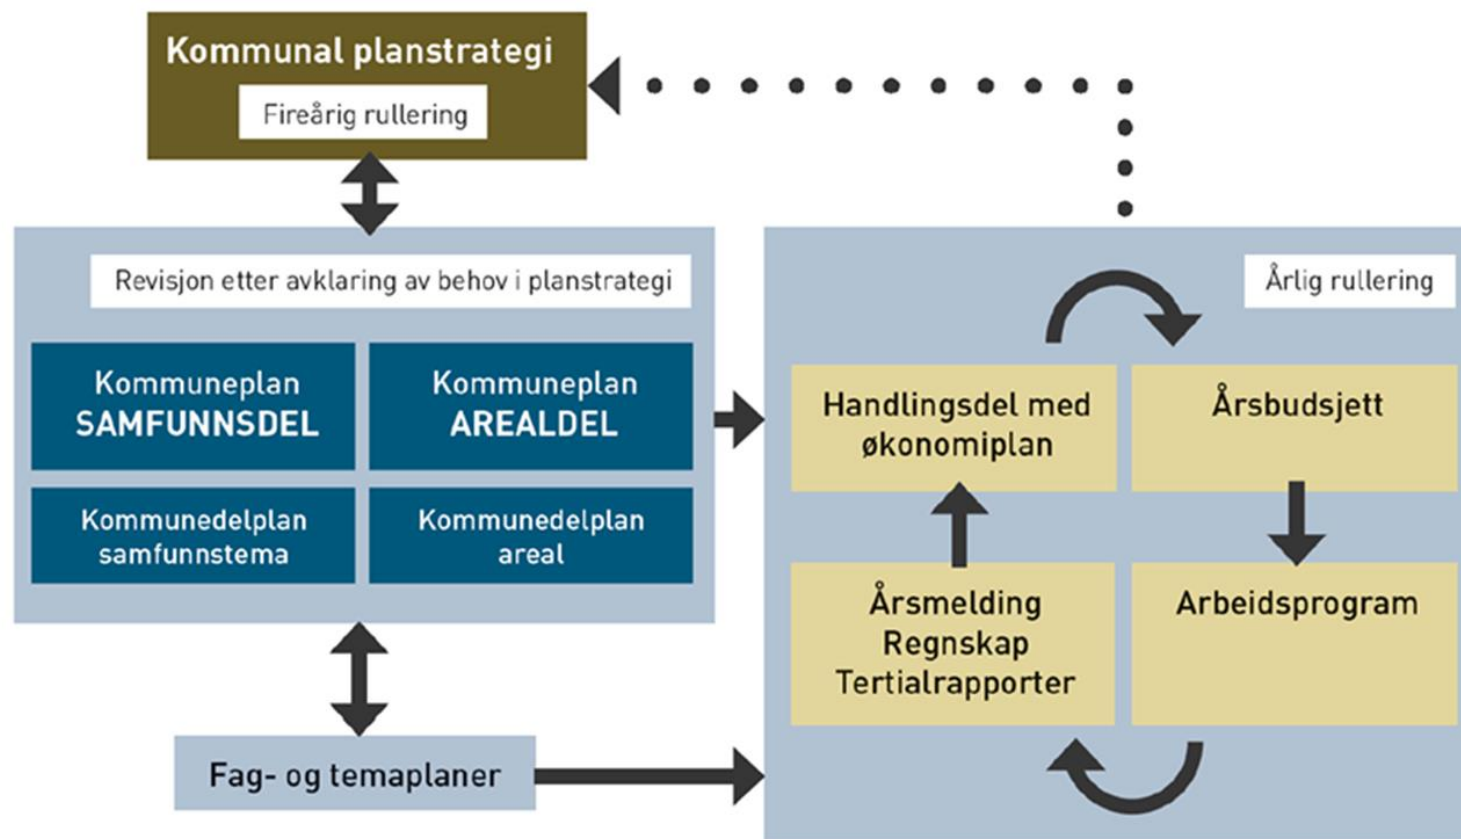 Kommunal planstrategi
Fireårig rullering
Revisjon etter avklaring av behov i planstrategi
Kommuneplan
SAMFUNNSDEL
Kommuneplan
AREALDEL
Kommunedelplan
samfunnstema
Kommunedelplan
areal
Fag- og temaplaner
Årlig rullering
Handlingsdel med
økonomiplan
Årsbudsjett
Årsmelding
Regnskap
Tertialrapporter
Arbeidsprogram